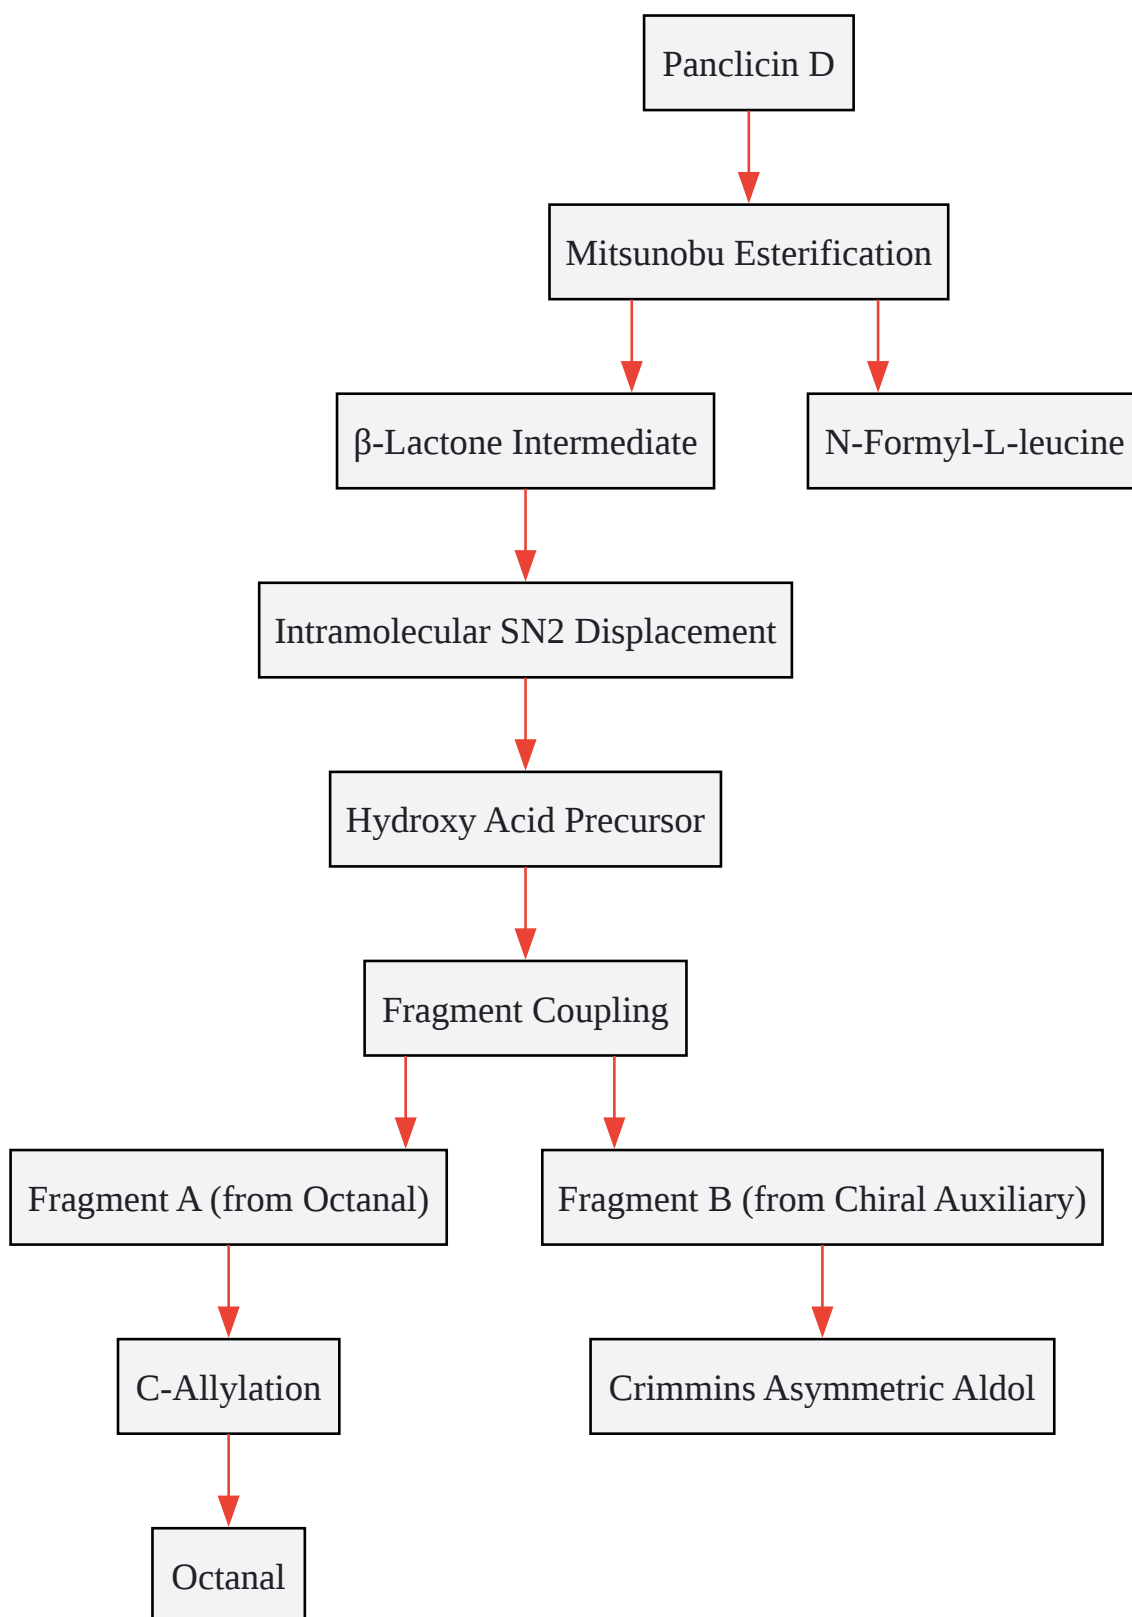 Panclicin D
Mitsunobu Esterification
β-Lactone Intermediate
N-Formyl-L-leucine
Intramolecular SN2 Displacement
Hydroxy Acid Precursor
Fragment Coupling
Fragment A (from Octanal)
Fragment B (from Chiral Auxiliary)
C-Allylation
Crimmins Asymmetric Aldol
Octanal